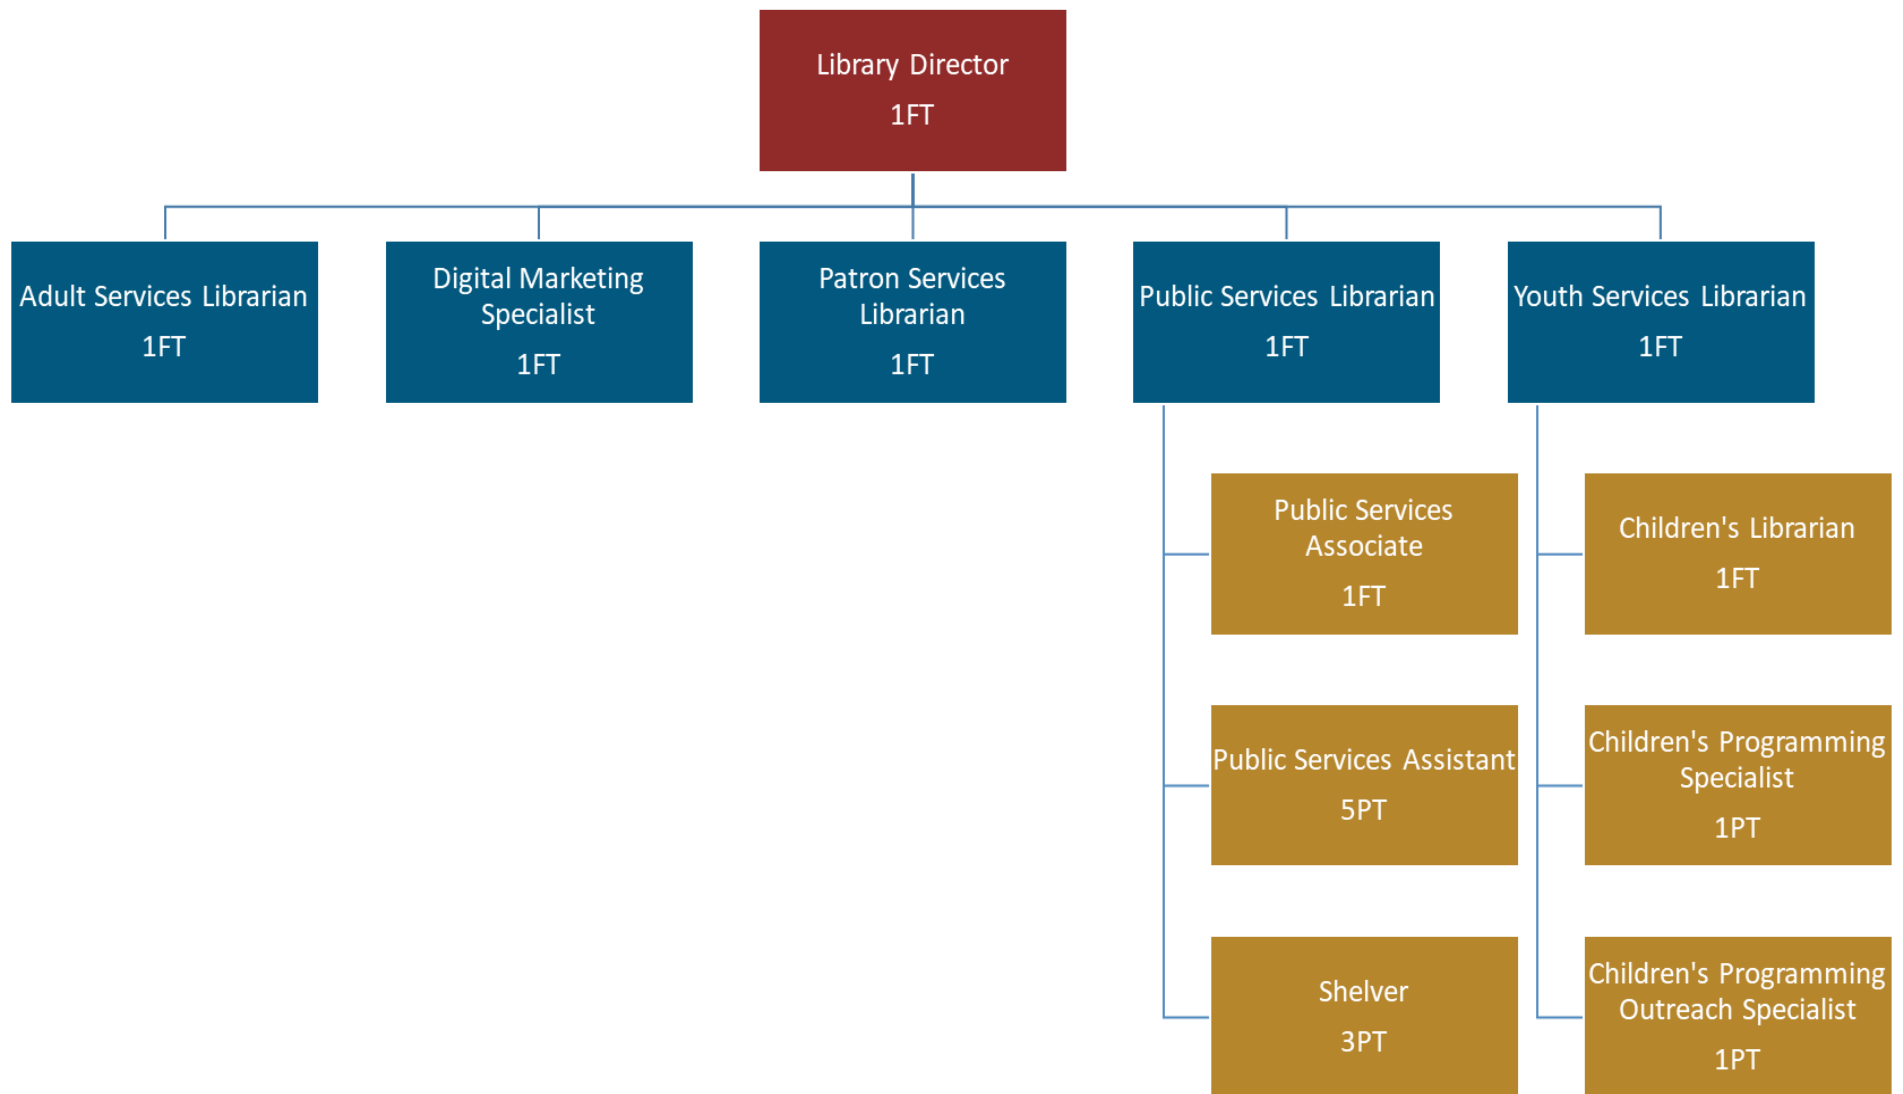 Library Director
1FT
Adult Services Librarian
1FT
Digital Marketing
Specialist
1FT
Patron Services
Librarian
1FT
Public Services Librarian
1FT
Youth Services Librarian
1FT
Public Services
Associate
1FT
Public Services Assistant
5PT
Shelver
3PT
Children's Librarian
1FT
Children's Programming
Specialist
1PT
Children's Programming
Outreach Specialist
1PT